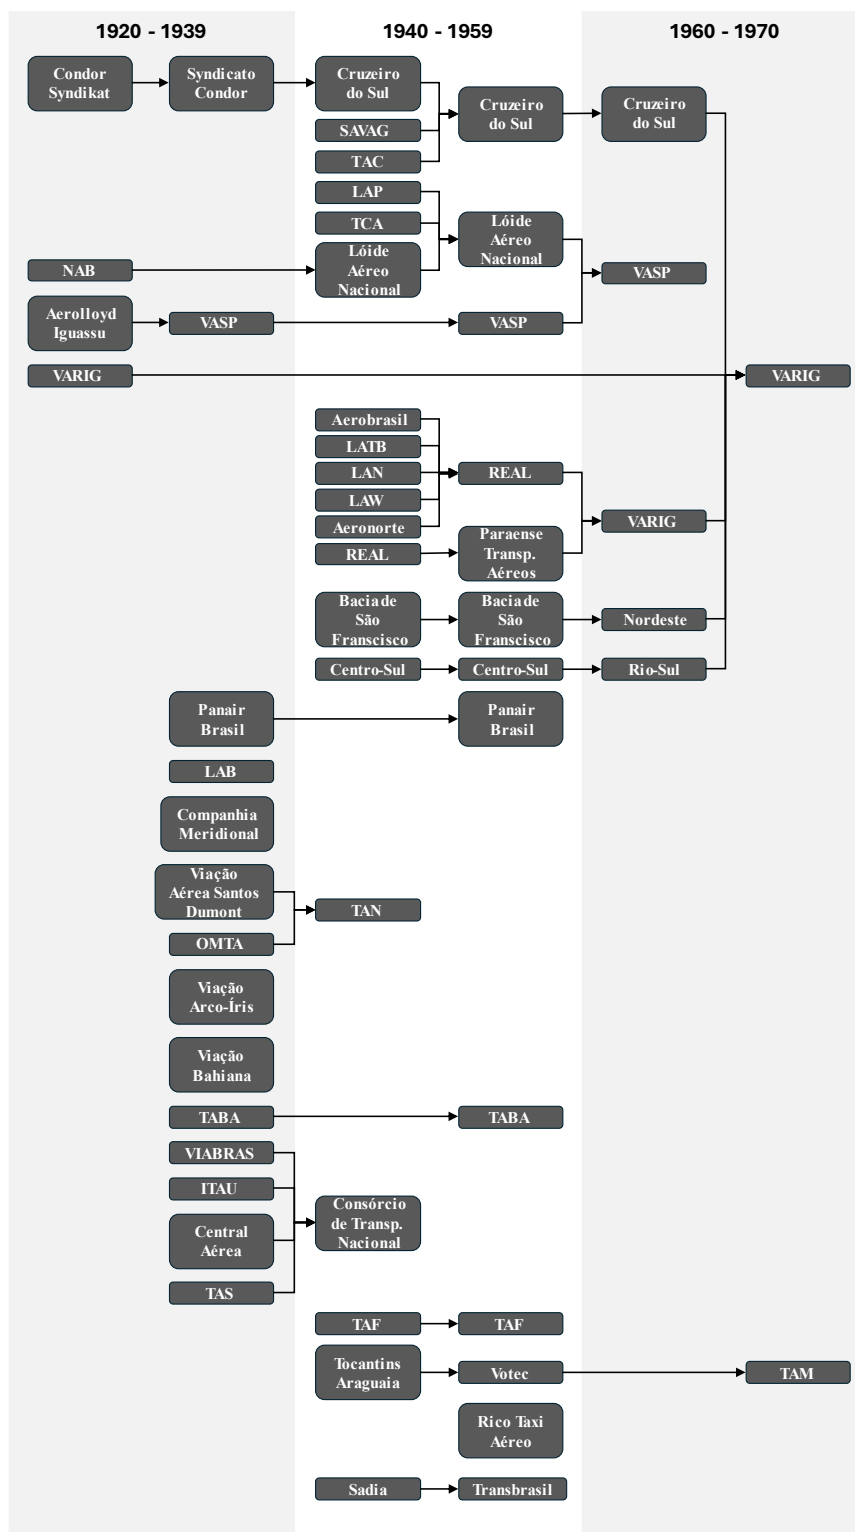 1920 - 1939
1940 - 1959
1960 - 1970
Condor
Syndikat
Syndicato
Condor
Cruzeiro
do Sul
Cruzeiro
do Sul
Cruzeiro
do Sul
SAVAG
TAC
LAP
TCA
Lóide
Aéreo
Nacional
Lóide
Aéreo
Nacional
NAB
VASP
Aerolloyd
Iguassu
VASP
VASP
VARIG
VARIG
Aerobrasil
LATB
LAN
REAL
LAW
Aeronorte
VARIG
REAL
Paraense
Transp.
Aéreos
Bacia de
São
Franscisco
Bacia de
São
Franscisco
Nordeste
Centro-Sul
Centro-Sul
Rio-Sul
Panair
Brasil
Panair
Brasil
LAB
Companhia
Meridional
Viação
Aérea Santos
Dumont
TAN
OMTA
Viação
Arco-Íris
Viação
Bahiana
TABA
TABA
VIABRAS
ITAU
Consórcio
de Transp.
Nacional
Central
Aérea
TAS
TAF
TAF
Tocantins
Araguaia
Votec
TAM
Rico Taxi
Aéreo
Sadia
Transbrasil